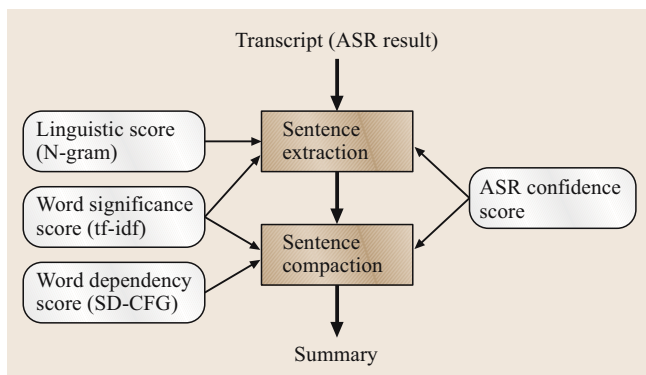 Transcript (ASR result)
Linguistic score
(N-gram)
Sentence
extraction
Word significance
score (tf-idf)
ASR confidence
score
Sentence
compaction
Word dependency
score (SD-CFG)
Summary